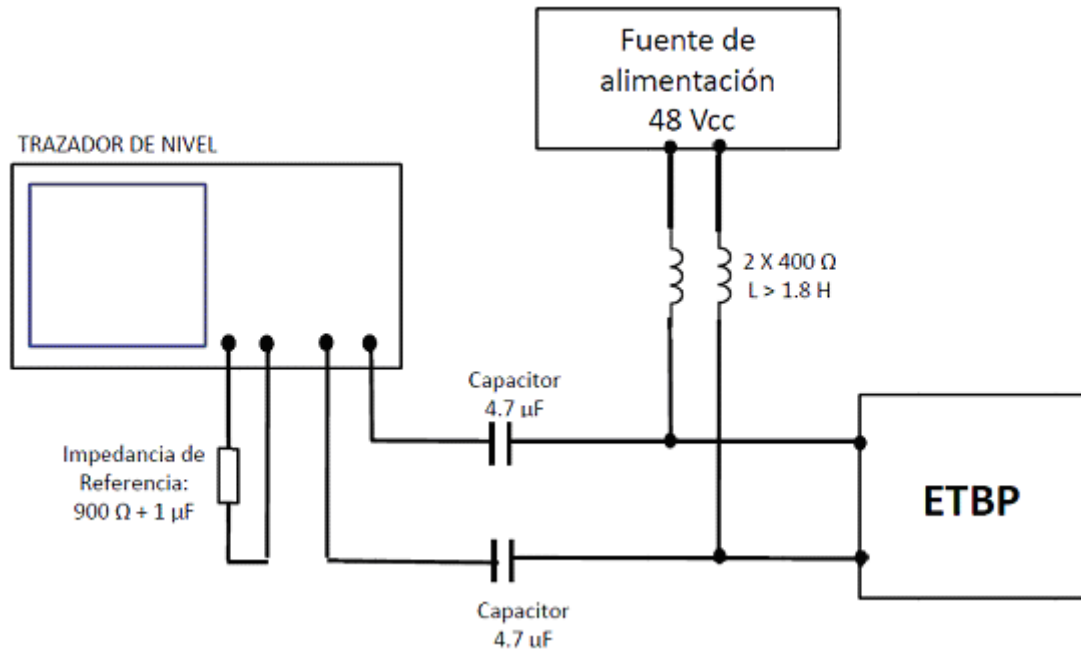 Fuente de
alimentación
48 Vcc
TRAZADOR DE NIVEL
2 X 400 Ω
L > 1.8 H
Capacitor
4.7 µF
Impedancia de
Referencia:
900 Ω + 1 µF
ETBP
Capacitor
4.7 µF